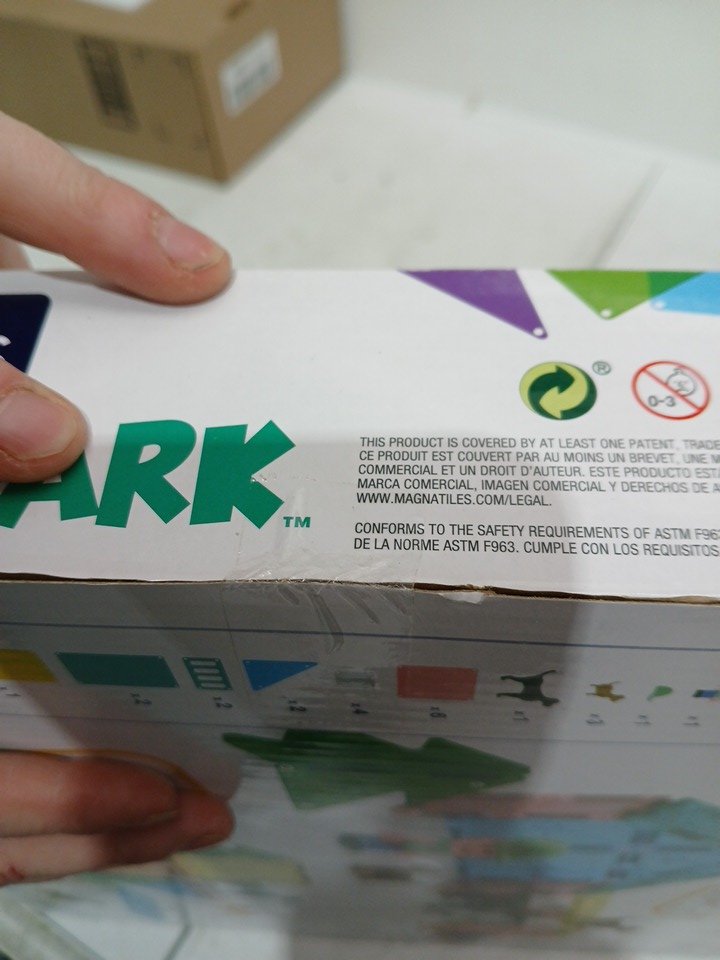 ARK™
®
0-3
THIS PRODUCT IS COVERED BY AT LEAST ONE PATENT,
CE PRODUIT EST COUVERT PAR AU MOINS UN BREVET, UNE
COMMERCIAL ET UN DROIT D'AUTEUR. ESTE PRODUCTO
MARCA COMERCIAL, IMAGEN COMERCIAL Y DERECHOS DE
WWW.MAGNATILES.COM/LEGAL.
CONFORMS TO THE SAFETY REQUIREMENTS OF ASTM
DE LA NORME ASTM F963. CUMPLE CON LOS REQUISITOS